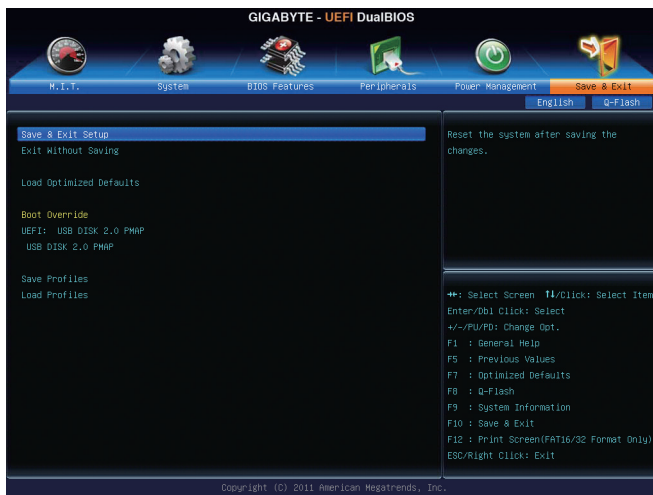 GIGABYTE - UEFI DualBIOS
M.I.T.
System
BIOS Features
Peripherals
Power Management
Save & Exit
English
Q-Flash
Save & Exit Setup
Exit Without Saving
Load Optimized Defaults
Boot Override
UEFI: USB DISK 2.0 PMAP
USB DISK 2.0 PMAP
Save Profiles
Load Profiles
Reset the system after saving the
changes.
→←: Select Screen ↑↓/Click: Select Item
Enter/Dbl Click: Select
+/-/PU/PD: Change Opt.
F1 : General Help
F5 : Previous Values
F7 : Optimized Defaults
F8 : Q-Flash
F9 : System Information
F10 : Save & Exit
F12 : Print Screen(FAT16/32 Format Only)
ESC/Right Click: Exit
Copyright (C) 2011 American Megatrends, Inc.